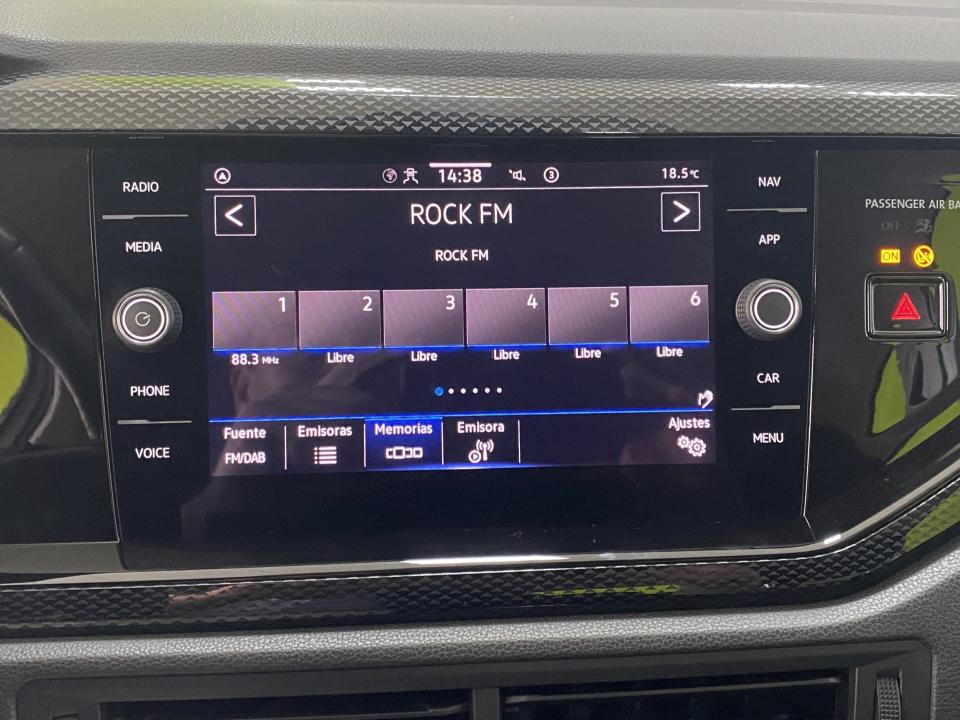 RADIO
MEDIA
PHONE
VOICE
14:38
3
18.5°C
ROCK FM
ROCK FM
1 2 3 4 5 6
88.3 MHz Libre Libre Libre Libre Libre
Fuente Emisoras Memorias Emisora Ajustes
FM/DAB
NAV
APP
CAR
MENU
PASSENGER AIR BA
OFF
ON